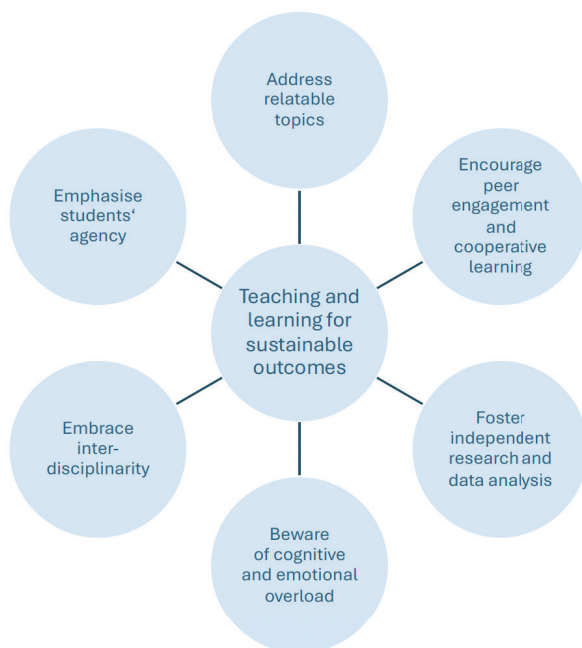 Address
relatable
topics
Encourage
peer
engagement
and
cooperative
learning
Foster
independent
research and
data analysis
Beware
of cognitive
and emotional
overload
Embrace
inter-
disciplinarity
Emphasise
students‘
agency
Teaching and
learning for
sustainable
outcomes